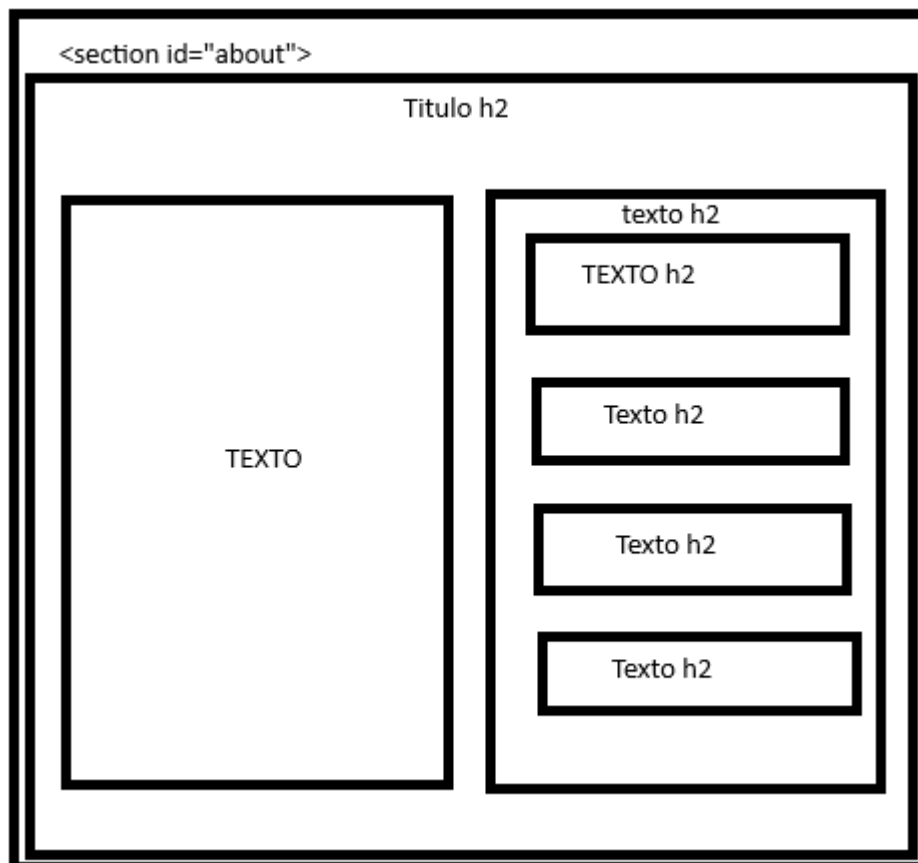 <section id="about">
Titulo h2
TEXTO
texto h2
TEXTO h2
Texto h2
Texto h2
Texto h2